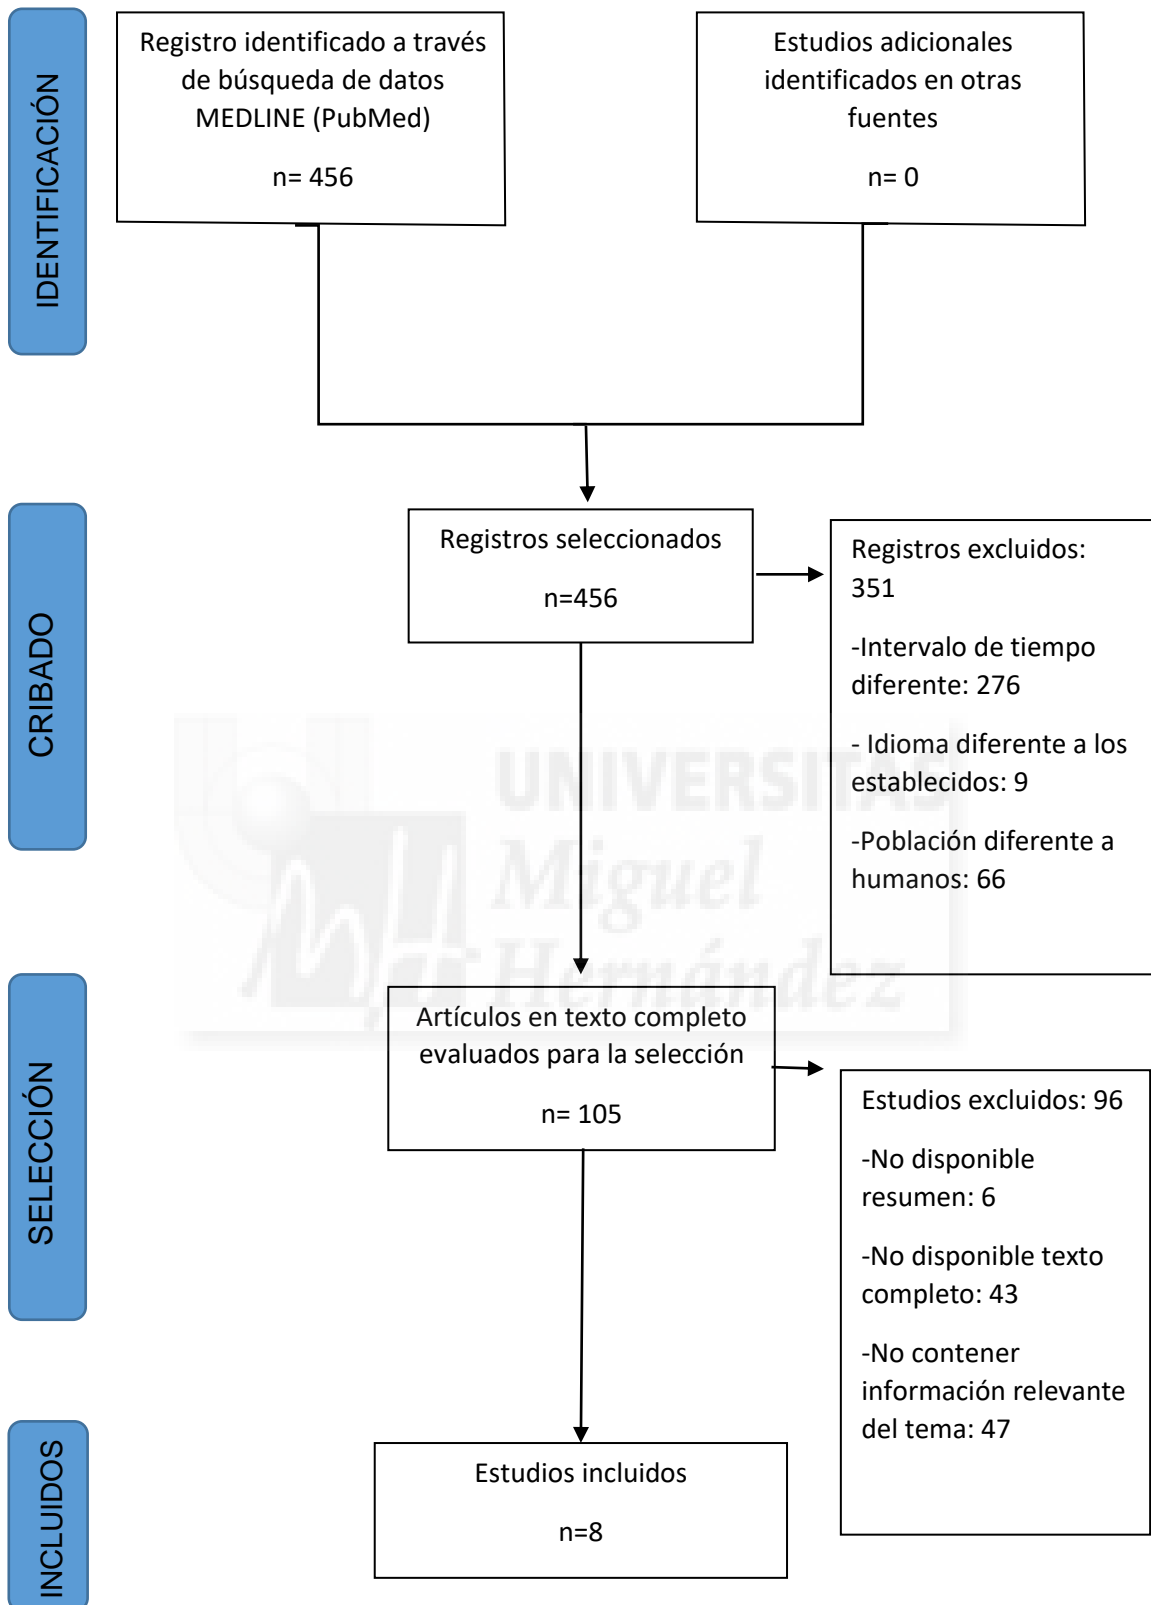 IDENTIFICACIÓN
Registro identificado a través
de búsqueda de datos
MEDLINE (PubMed)
n= 456
Estudios adicionales
identificados en otras
fuentes
n= 0
CRIBADO
Registros seleccionados
n=456
Registros excluidos:
351
-Intervalo de tiempo
diferente: 276
- Idioma diferente a los
establecidos: 9
-Población diferente a
humanos: 66
UNIVERSITAS
Miguel
Hernández
SELECCIÓN
Artículos en texto completo
evaluados para la selección
n= 105
Estudios excluidos: 96
-No disponible
resumen: 6
-No disponible texto
completo: 43
-No contener
información relevante
del tema: 47
INCLUIDOS
Estudios incluidos
n=8